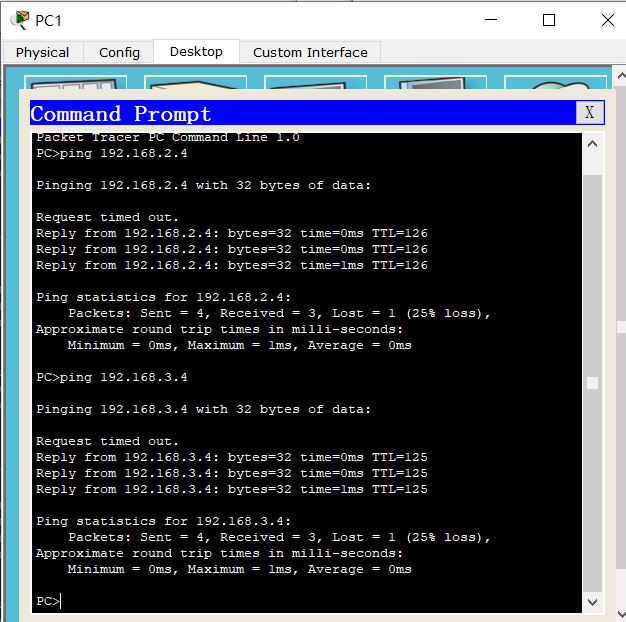 PC1
Physical Config Desktop Custom Interface
Command Prompt X
Packet Tracer PC Command Line 1.0
PC>ping 192.168.2.4
Pinging 192.168.2.4 with 32 bytes of data:
Request timed out.
Reply from 192.168.2.4: bytes=32 time=0ms TTL=126
Reply from 192.168.2.4: bytes=32 time=0ms TTL=126
Reply from 192.168.2.4: bytes=32 time=1ms TTL=126
Ping statistics for 192.168.2.4:
Packets: Sent = 4, Received = 3, Lost = 1 (25% loss),
Approximate round trip times in milli-seconds:
Minimum = 0ms, Maximum = 1ms, Average = 0ms
PC>ping 192.168.3.4
Pinging 192.168.3.4 with 32 bytes of data:
Request timed out.
Reply from 192.168.3.4: bytes=32 time=0ms TTL=125
Reply from 192.168.3.4: bytes=32 time=0ms TTL=125
Reply from 192.168.3.4: bytes=32 time=1ms TTL=125
Ping statistics for 192.168.3.4:
Packets: Sent = 4, Received = 3, Lost = 1 (25% loss),
Approximate round trip times in milli-seconds:
Minimum = 0ms, Maximum = 1ms, Average = 0ms
PC>